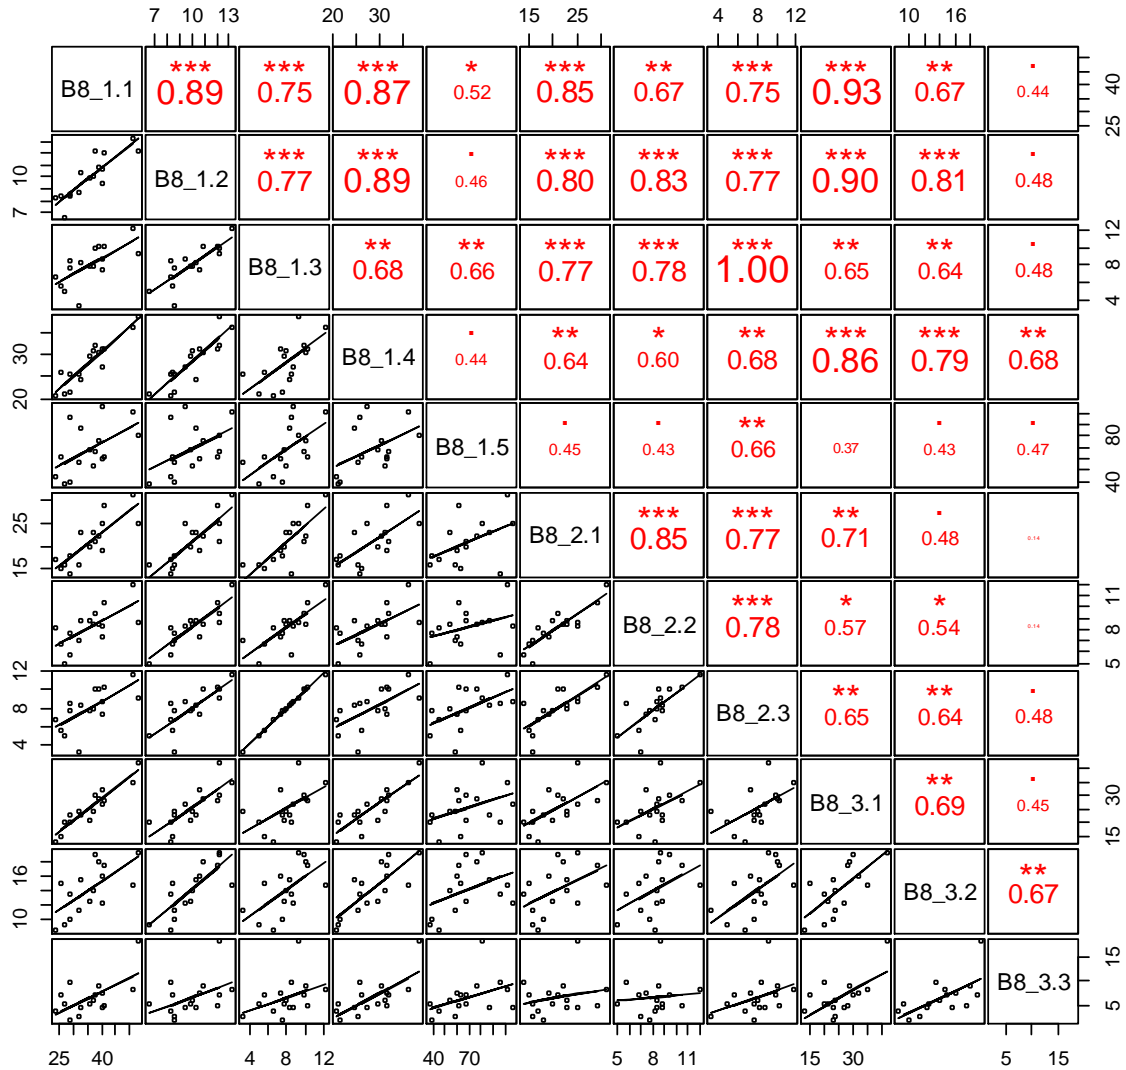 7 10 13 20 30 15 25 4 8 12 10 16
*** *** *** * *** ** *** *** ** .
B8_1.1 0.89 0.75 0.87 0.52 0.85 0.67 0.75 0.93 0.67 0.44 25 40
*** *** . *** *** *** *** *** .
7 10 B8_1.2 0.77 0.89 0.46 0.80 0.83 0.77 0.90 0.81 0.48
** ** *** *** *** ** ** .
B8_1.3 0.68 0.66 0.77 0.78 1.00 0.65 0.64 0.48 4 8 12
. ** * ** *** *** **
20 30 B8_1.4 0.44 0.64 0.60 0.68 0.86 0.79 0.68
. . ** . .
B8_1.5 0.45 0.43 0.66 0.37 0.43 0.47 40 80
*** *** ** .
15 25 B8_2.1 0.85 0.77 0.71 0.48 0.14
*** * *
B8_2.2 0.78 0.57 0.54 0.14 5 8 11
** ** .
4 8 12 B8_2.3 0.65 0.64 0.48
** .
B8_3.1 0.69 0.45 15 30
**
10 16 B8_3.2 0.67
B8_3.3 5 15
25 40 4 8 12 40 70 5 8 11 15 30 5 15